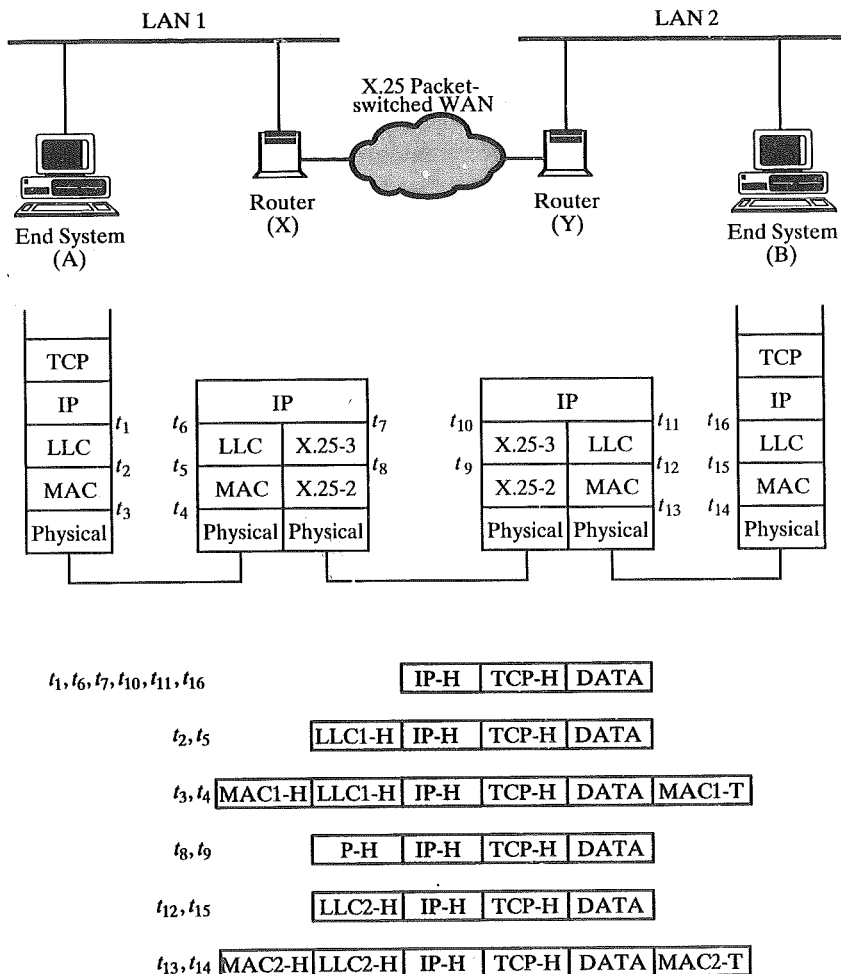 LAN 1
LAN 2
X.25 Packet-
switched WAN
Router
(X)
Router
(Y)
End System
(A)
End System
(B)
TCP
IP
LLC
MAC
Physical
t1
t2
t3
IP
LLC
X.25-3
MAC
X.25-2
Physical
Physical
t6
t5
t4
t7
t8
IP
X.25-3
LLC
X.25-2
MAC
Physical
Physical
t10
t9
t11
t12
t13
TCP
IP
LLC
MAC
Physical
t16
t15
t14
t1, t6, t7, t10, t11, t16 IP-H TCP-H DATA
t2, t5 LLC1-H IP-H TCP-H DATA
t3, t4 MAC1-H LLC1-H IP-H TCP-H DATA MAC1-T
t8, t9 P-H IP-H TCP-H DATA
t12, t15 LLC2-H IP-H TCP-H DATA
t13, t14 MAC2-H LLC2-H IP-H TCP-H DATA MAC2-T